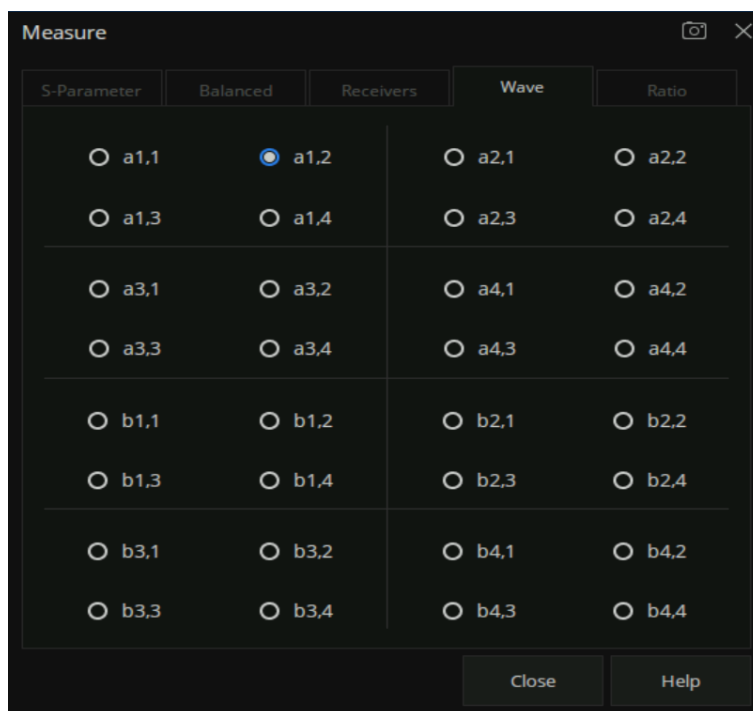 Measure
S-Parameter Balanced Receivers Wave Ratio
a1,1 a1,2 a2,1 a2,2
a1,3 a1,4 a2,3 a2,4
a3,1 a3,2 a4,1 a4,2
a3,3 a3,4 a4,3 a4,4
b1,1 b1,2 b2,1 b2,2
b1,3 b1,4 b2,3 b2,4
b3,1 b3,2 b4,1 b4,2
b3,3 b3,4 b4,3 b4,4
Close Help